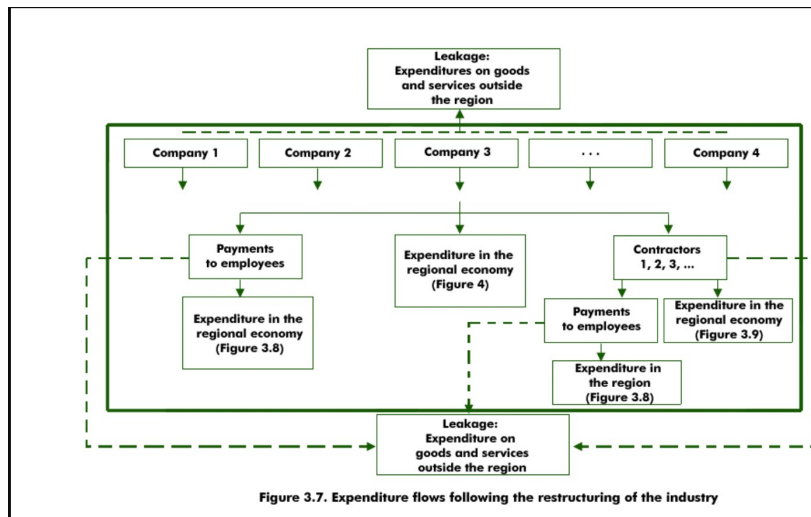 Leakage:
Expenditures on goods
and services outside
the region
Company 1
Company 2
Company 3
. . .
Company 4
Payments
to employees
Expenditure in the
regional economy
(Figure 4)
Contractors
1, 2, 3, ...
Expenditure in the
regional economy
(Figure 3.8)
Payments
to employees
Expenditure in the
regional economy
(Figure 3.9)
Expenditure in
the region
(Figure 3.8)
Leakage:
Expenditure on
goods and services
outside the region
Figure 3.7. Expenditure flows following the restructuring of the industry